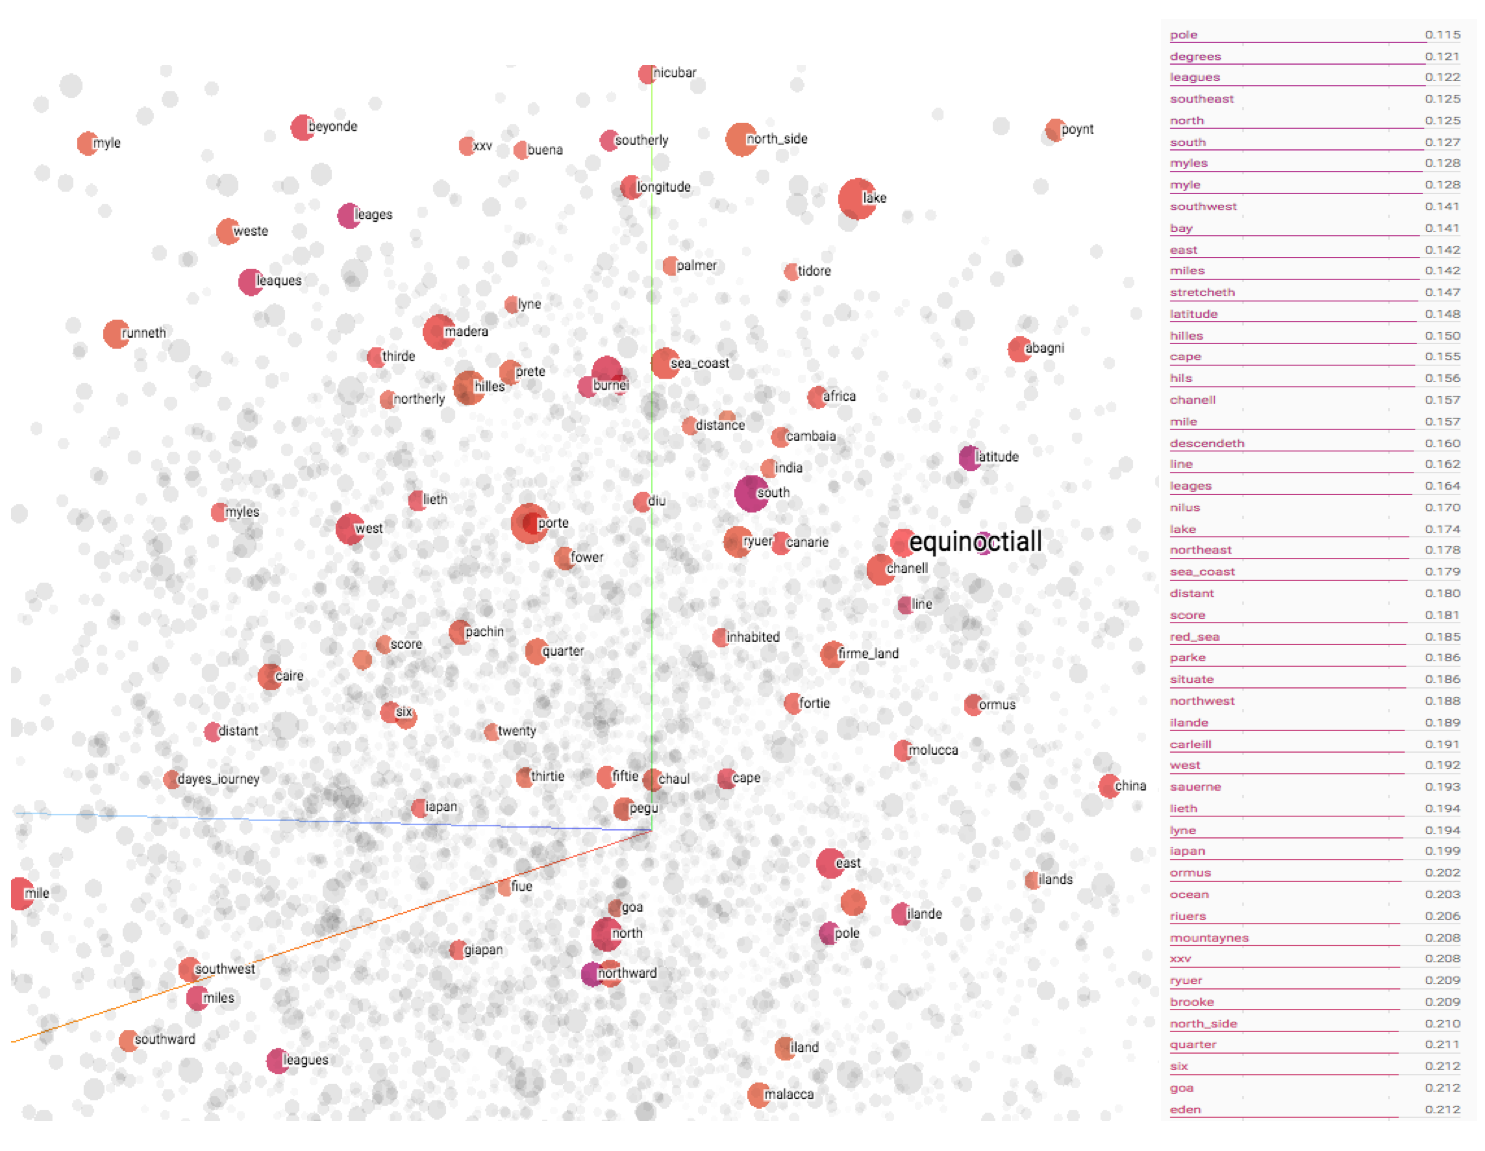 nicubar
beyonde
poynt
myle
xxv
buena
southerly
north_side
longitude
lake
leages
weste
palmer
tidore
leaques
lyne
runneth
madera
abagni
thirde
prete
sea_coast
hilles
burnei
northerly
africa
distance
cambaia
latitude
india
south
lieth
diu
myles
west
porte
ryuer
canarie
equinoctiall
fower
chanell
line
pachin
inhabited
score
quarter
firme_land
caire
six
fortie
ormus
distant
twenty
molucca
dayes_iourney
thirtie
fiftie
chaul
cape
china
iapan
pegu
east
ilands
mile
fiue
goa
ilande
north
pole
giapan
southwest
northward
miles
southward
iland
leagues
malacca
pole 0.115
degrees 0.121
leagues 0.122
southeast 0.125
north 0.125
south 0.127
myles 0.128
myle 0.128
southwest 0.141
bay 0.141
east 0.142
miles 0.142
stretcheth 0.147
latitude 0.148
hilles 0.150
cape 0.155
hils 0.156
chanell 0.157
mile 0.157
descendeth 0.160
line 0.162
leages 0.164
nilus 0.170
lake 0.174
northeast 0.178
sea_coast 0.179
distant 0.180
score 0.181
red_sea 0.185
parke 0.186
situate 0.186
northwest 0.188
ilande 0.189
carleill 0.191
west 0.192
sauerne 0.193
lieth 0.194
lyne 0.194
iapan 0.199
ormus 0.202
ocean 0.203
riuers 0.206
mountaynes 0.208
xxv 0.208
ryuer 0.209
brooke 0.209
north_side 0.210
quarter 0.211
six 0.212
goa 0.212
eden 0.212